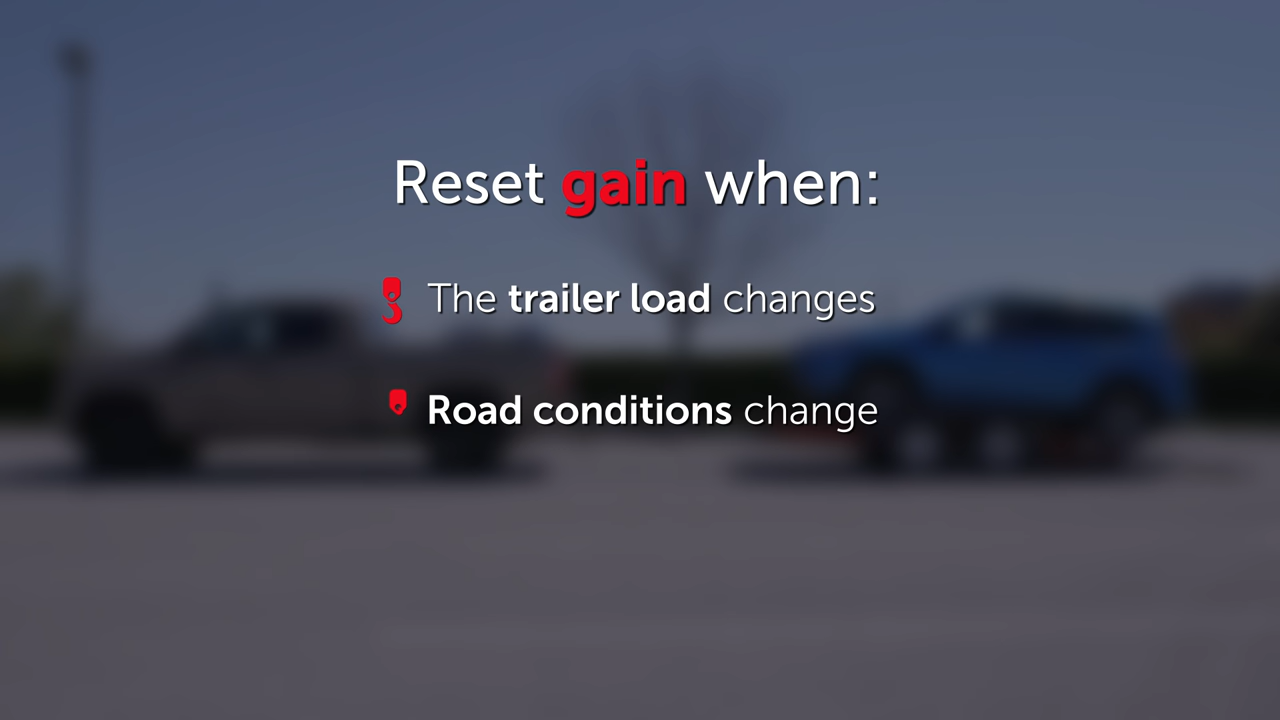 Reset gain when:
The trailer load changes
Road conditions change